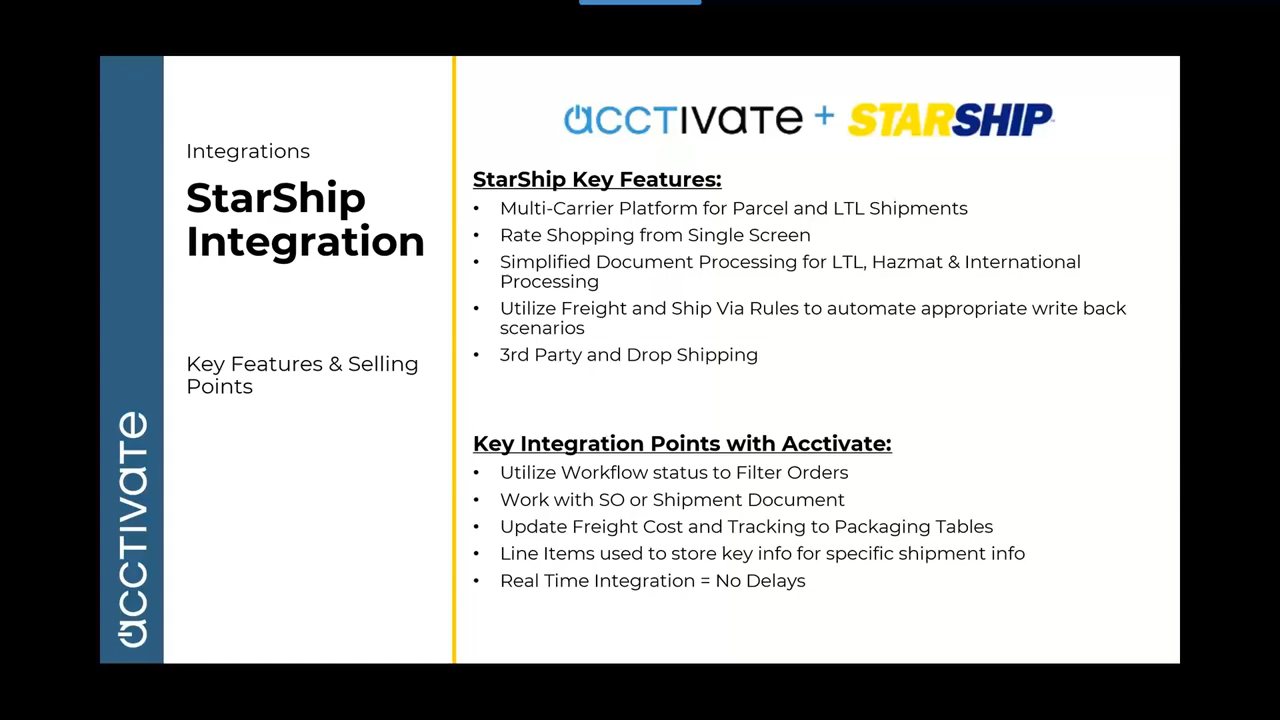 acctivate
Integrations
StarShip
Integration
Key Features & Selling
Points
acctivate + STARSHIP™
StarShip Key Features:
• Multi-Carrier Platform for Parcel and LTL Shipments
• Rate Shopping from Single Screen
• Simplified Document Processing for LTL, Hazmat & International
Processing
• Utilize Freight and Ship Via Rules to automate appropriate write back
scenarios
• 3rd Party and Drop Shipping
Key Integration Points with Acctivate:
• Utilize Workflow status to Filter Orders
• Work with SO or Shipment Document
• Update Freight Cost and Tracking to Packaging Tables
• Line Items used to store key info for specific shipment info
• Real Time Integration = No Delays